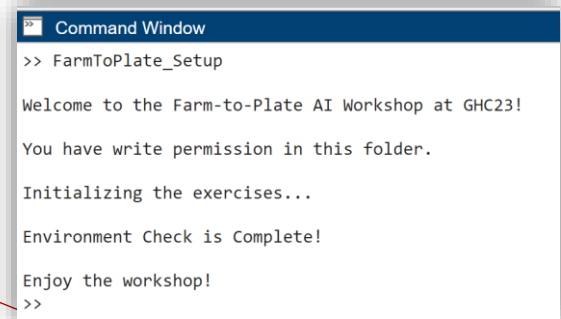 Command Window
>> FarmToPlate_Setup
Welcome to the Farm-to-Plate AI Workshop at GHC23!
You have write permission in this folder.
Initializing the exercises...
Environment Check is Complete!
Enjoy the workshop!
>>